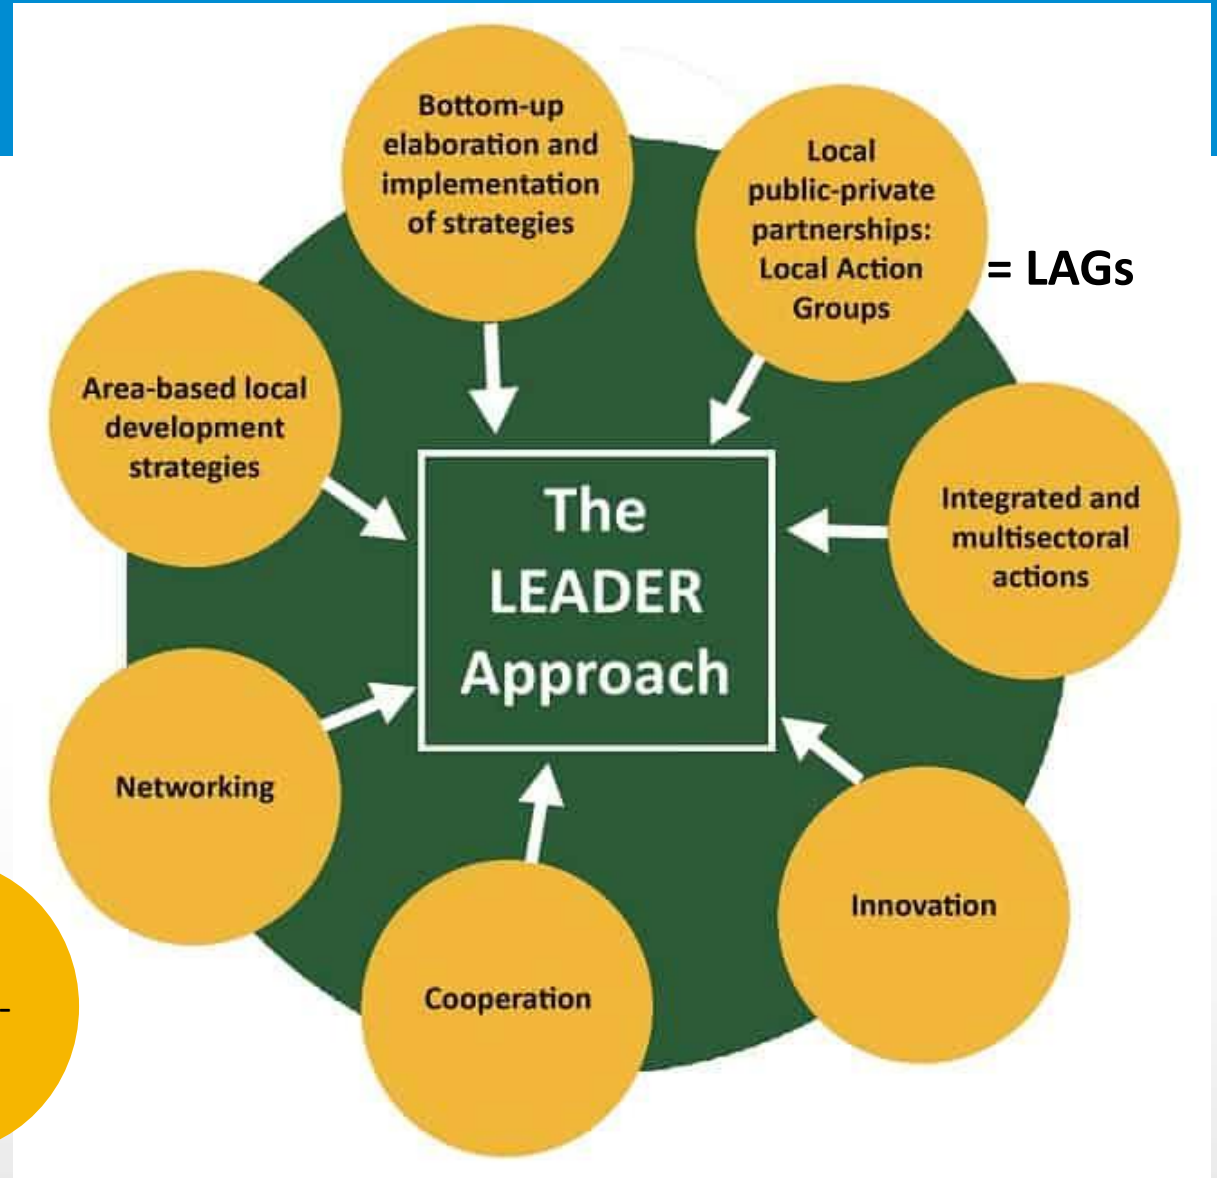 Bottom-up
elaboration and
implementation
of strategies
Local
public-private
partnerships:
Local Action
Groups
= LAGs
Area-based local
development
strategies
Integrated and
multisectoral
actions
The
LEADER
Approach
Networking
Innovation
Cooperation